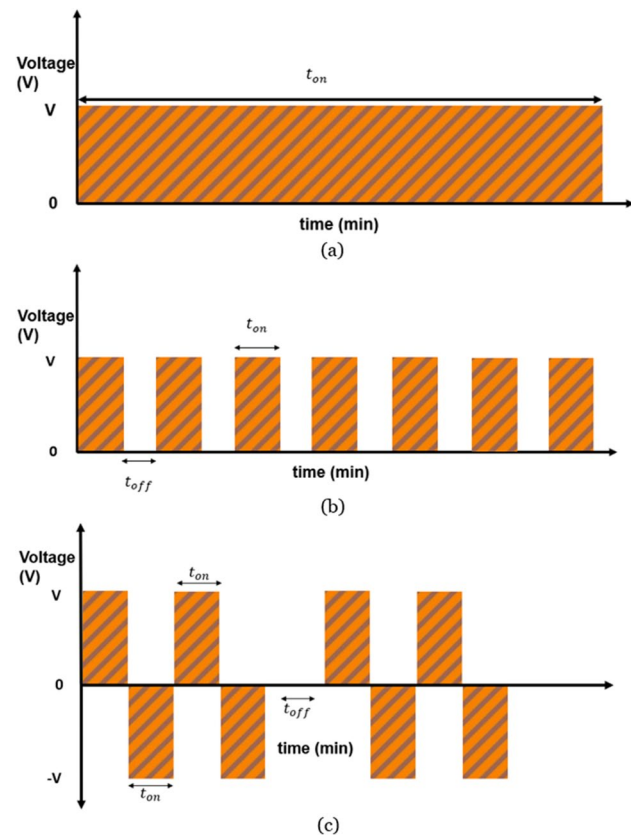 Voltage
(V)
t_on
V
0
time (min)
(a)
Voltage
(V)
t_on
V
0
t_off
time (min)
(b)
Voltage
(V)
t_on
V
0
t_off
time (min)
-V
t_on
(c)